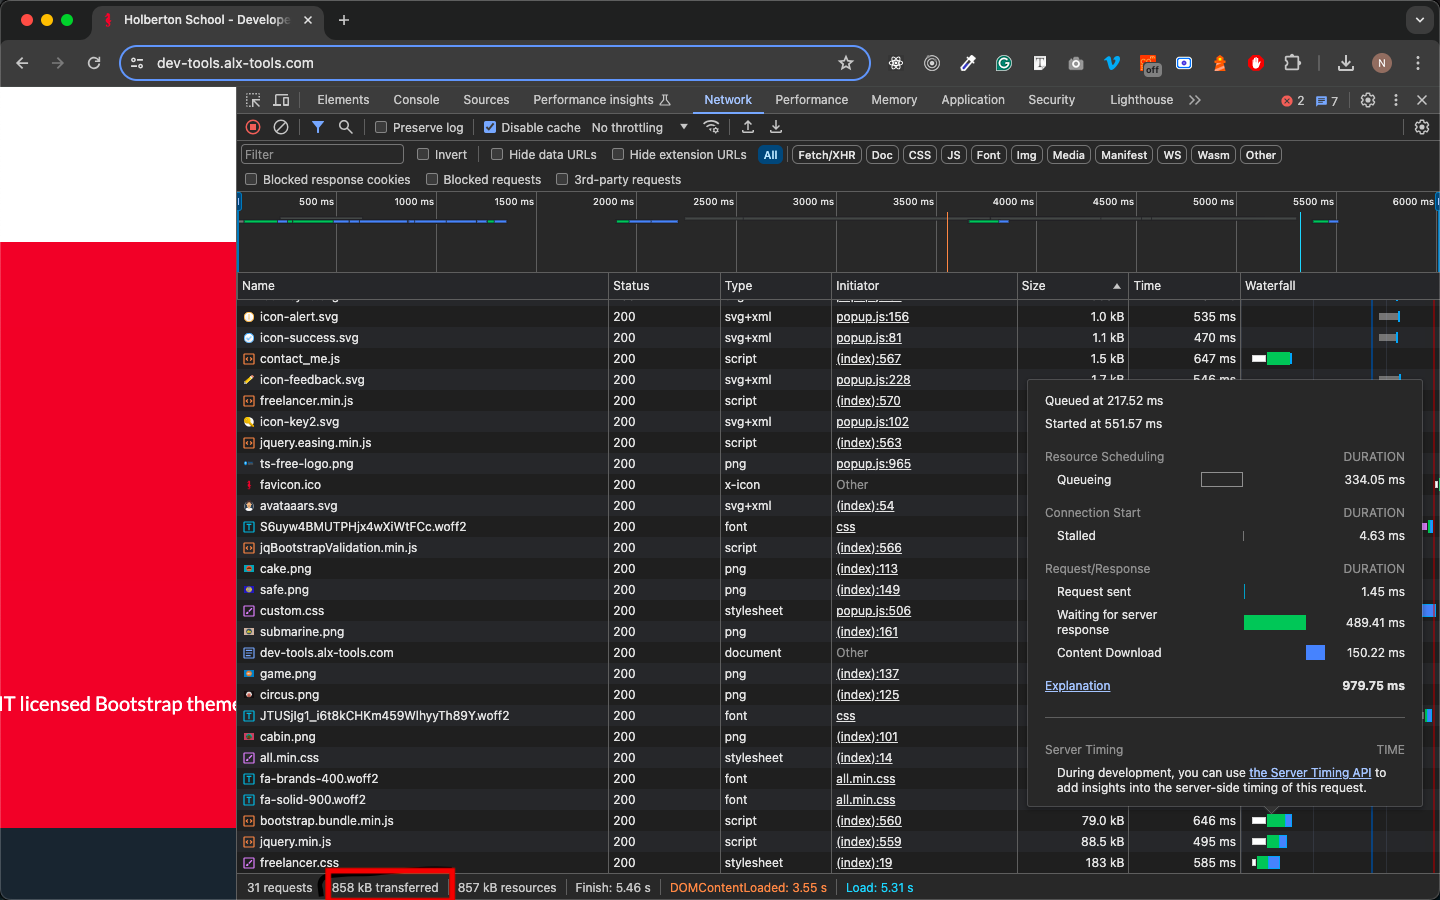 Holberton School - Develope
dev-tools.alx-tools.com
off
N
Elements Console Sources Performance insights Network Performance Memory Application Security Lighthouse 2 7
Preserve log Disable cache No throttling
Filter Invert Hide data URLs Hide extension URLs All Fetch/XHR Doc CSS JS Font Img Media Manifest WS Wasm Other
Blocked response cookies Blocked requests 3rd-party requests
500 ms 1000 ms 1500 ms 2000 ms 2500 ms 3000 ms 3500 ms 4000 ms 4500 ms 5000 ms 5500 ms 6000 ms
Name Status Type Initiator Size Time Waterfall
icon-alert.svg 200 svg+xml popup.js:156 1.0 kB 535 ms
icon-success.svg 200 svg+xml popup.js:81 1.1 kB 470 ms
contact_me.js 200 script (index):567 1.5 kB 647 ms
icon-feedback.svg 200 svg+xml popup.js:228 1.7 kB 546 ms
freelancer.min.js 200 script (index):570
icon-key2.svg 200 svg+xml popup.js:102
jquery.easing.min.js 200 script (index):563
ts-free-logo.png 200 png popup.js:965
favicon.ico 200 x-icon Other
avataaars.svg 200 svg+xml (index):54
S6uyw4BMUTPHjx4wXiWtFCc.woff2 200 font css
jqBootstrapValidation.min.js 200 script (index):566
cake.png 200 png (index):113
safe.png 200 png (index):149
custom.css 200 stylesheet popup.js:506
submarine.png 200 png (index):161
dev-tools.alx-tools.com 200 document Other
game.png 200 png (index):137
circus.png 200 png (index):125
JTUSjIg1_i6t8kCHKm459WlhyyTh89Y.woff2 200 font css
cabin.png 200 png (index):101
all.min.css 200 stylesheet (index):14
fa-brands-400.woff2 200 font all.min.css
fa-solid-900.woff2 200 font all.min.css
bootstrap.bundle.min.js 200 script (index):560 79.0 kB 646 ms
jquery.min.js 200 script (index):559 88.5 kB 495 ms
freelancer.css 200 stylesheet (index):19 183 kB 585 ms
Queued at 217.52 ms
Started at 551.57 ms
Resource Scheduling DURATION
Queueing 334.05 ms
Connection Start DURATION
Stalled 4.63 ms
Request/Response DURATION
Request sent 1.45 ms
Waiting for server
response 489.41 ms
Content Download 150.22 ms
Explanation 979.75 ms
Server Timing TIME
During development, you can use the Server Timing API to
add insights into the server-side timing of this request.
IT licensed Bootstrap theme
31 requests 858 kB transferred 857 kB resources Finish: 5.46 s DOMContentLoaded: 3.55 s Load: 5.31 s